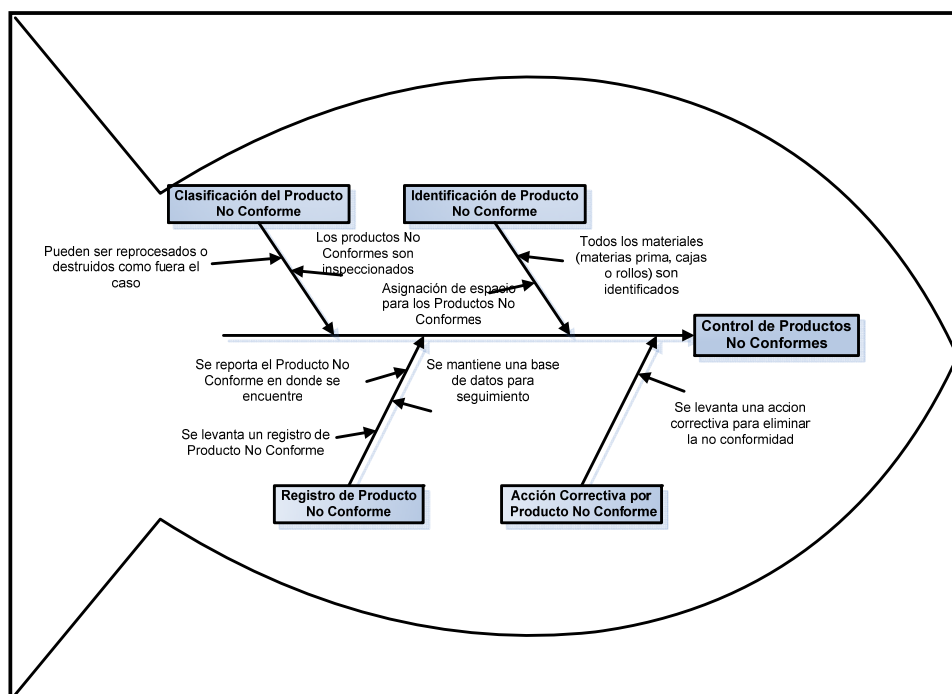 Clasificación del Producto
No Conforme
Identificación de Producto
No Conforme
Pueden ser reprocesados o
destruidos como fuera el
caso
Los productos No
Conformes son
inspeccionados
Todos los materiales
(materias prima, cajas
o rollos) son
identificados
Asignación de espacio
para los Productos No
Conformes
Control de Productos
No Conformes
Se reporta el Producto No
Conforme en donde se
encuentre
Se mantiene una base
de datos para
seguimiento
Se levanta una accion
correctiva para eliminar
la no conformidad
Se levanta un registro de
Producto No Conforme
Registro de Producto
No Conforme
Acción Correctiva por
Producto No Conforme